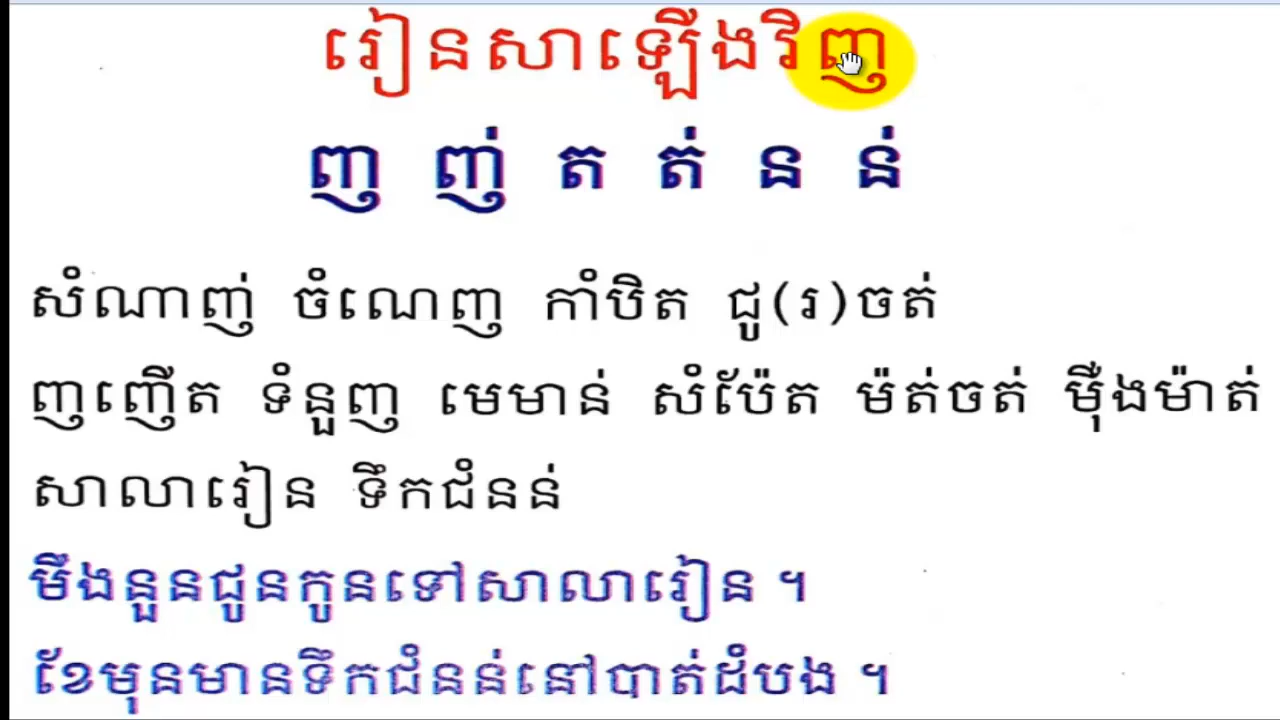 រៀនសាឡើងវិញ
ញ ញ់ ត ត់ ន ន់
សំណាញ់ ចំណេញ កាំបិត ជូ(រ)ចត់
ញញើត ទំនួញ មេមាន់ សំប៉ែត ម៉ត់ចត់ ម៉ឺងម៉ាត់
សាលារៀន ទឹកជំនន់
មីងនួនជូនកូនទៅសាលារៀន ។
ខែមុនមានទឹកជំនន់នៅបាត់ដំបង ។